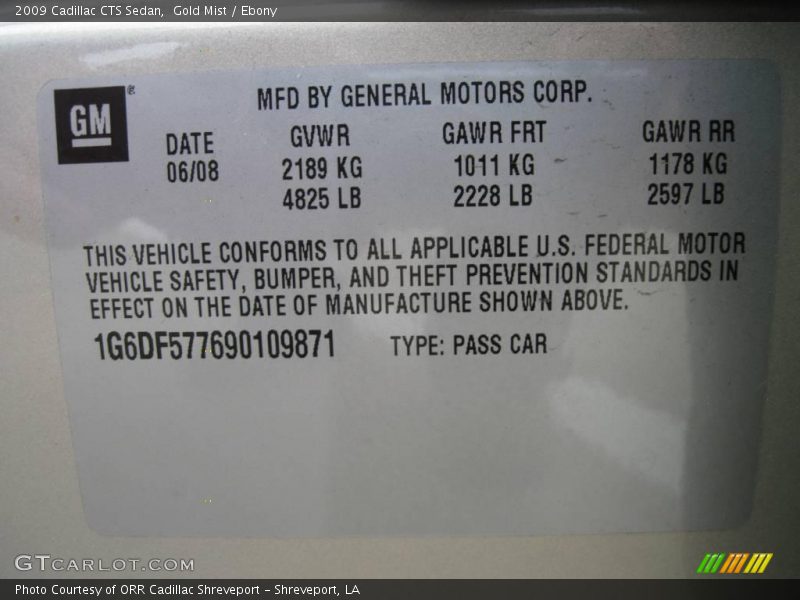 2009 Cadillac CTS Sedan,  Gold Mist / Ebony
GM®
MFD BY GENERAL MOTORS CORP.
DATE GVWR GAWR FRT GAWR RR
06/08 2189 KG 1011 KG 1178 KG
4825 LB 2228 LB 2597 LB
THIS VEHICLE CONFORMS TO ALL APPLICABLE U.S. FEDERAL MOTOR
VEHICLE SAFETY, BUMPER, AND THEFT PREVENTION STANDARDS IN
EFFECT ON THE DATE OF MANUFACTURE SHOWN ABOVE.
1G6DF577690109871 TYPE: PASS CAR
GTCARLOT.COM
Photo Courtesy of ORR Cadillac Shreveport – Shreveport, LA